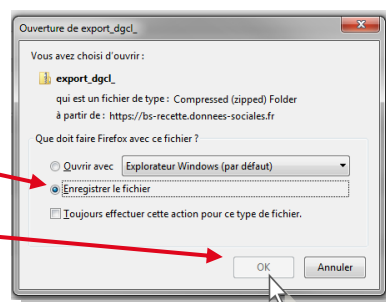 Ouverture de export_dgcl_
Vous avez choisi d'ouvrir :
export_dgcl_
qui est un fichier de type : Compressed (zipped) Folder
à partir de : https://bs-recette.donnees-sociales.fr
Que doit faire Firefox avec ce fichier ?
Ouvrir avec Explorateur Windows (par défaut)
Enregistrer le fichier
Toujours effectuer cette action pour ce type de fichier.
OK Annuler